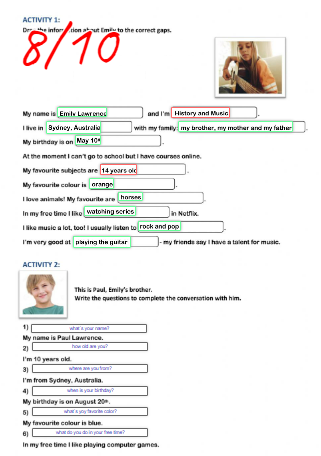 ACTIVITY 1:
Drag the information about Emily to the correct gaps.
8/10
My name is Emily Lawrence and I'm History and Music.
I live in Sydney, Australia with my family: my brother, my mother and my father.
My birthday is on May 10th.
At the moment I can't go to school but I have courses online.
My favourite subjects are 14 years old.
My favourite colour is orange.
I love animals! My favourite are horses.
In my free time I like watching series in Netflix.
I like music a lot, too! I usually listen to rock and pop.
I'm very good at playing the guitar - my friends say I have a talent for music.
ACTIVITY 2:
This is Paul, Emily's brother.
Write the questions to complete the conversation with him.
1) what's your name?
My name is Paul Lawrence.
2) how old are you?
I'm 10 years old.
3) where are you from?
I'm from Sydney, Australia.
4) when is your birthday?
My birthday is on August 20th.
5) what's you favorite color?
My favourite colour is blue.
6) what do you do in your free time?
In my free time I like playing computer games.